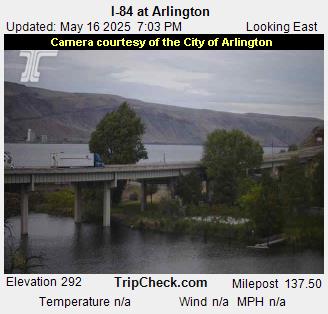 I-84 at Arlington
Updated: May 16 2025 7:03 PM Looking East
Camera courtesy of the City of Arlington
Elevation 292 TripCheck.com Milepost 137.50
Temperature n/a Wind n/a MPH n/a